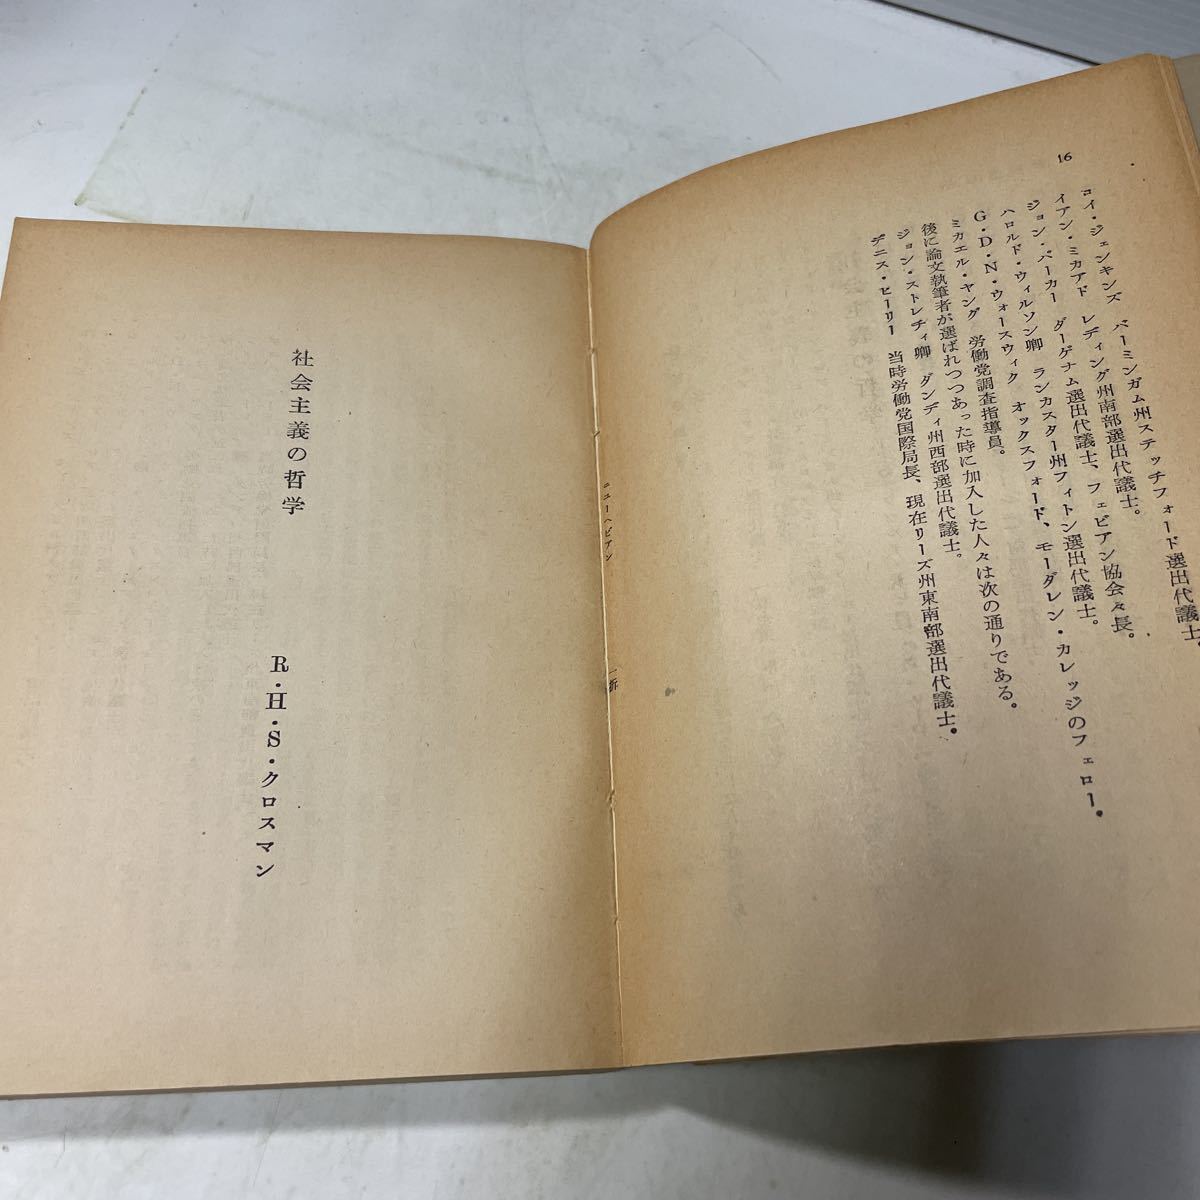 16
ロイ・ジェンキンズ バーミンガム州ステッチフォード選出代議士。
イアン・ミカアド レディング州南部選出代議士。
ジョン・パーカー ダーゲナム選出代議士、フェビアン協会々長。
ハロルド・ウィルソン卿 ランカスター州フィトン選出代議士。
G・D・N・ウォースウィク オックスフォード、モーダレン・カレッジのフェロー。
ミカエル・ヤング 労働党調査指導員。
後に論文執筆者が選ばれつつあった時に加入した人々は次の通りである。
ジョン・ストレチィ卿 ダンディ州西部選出代議士。
デニス・ヒーリー 当時労働党国際局長、現在リーズ州東南部選出代議士。
ニューヘビアン 一折
社会主義の哲学
R・H・S・クロスマン